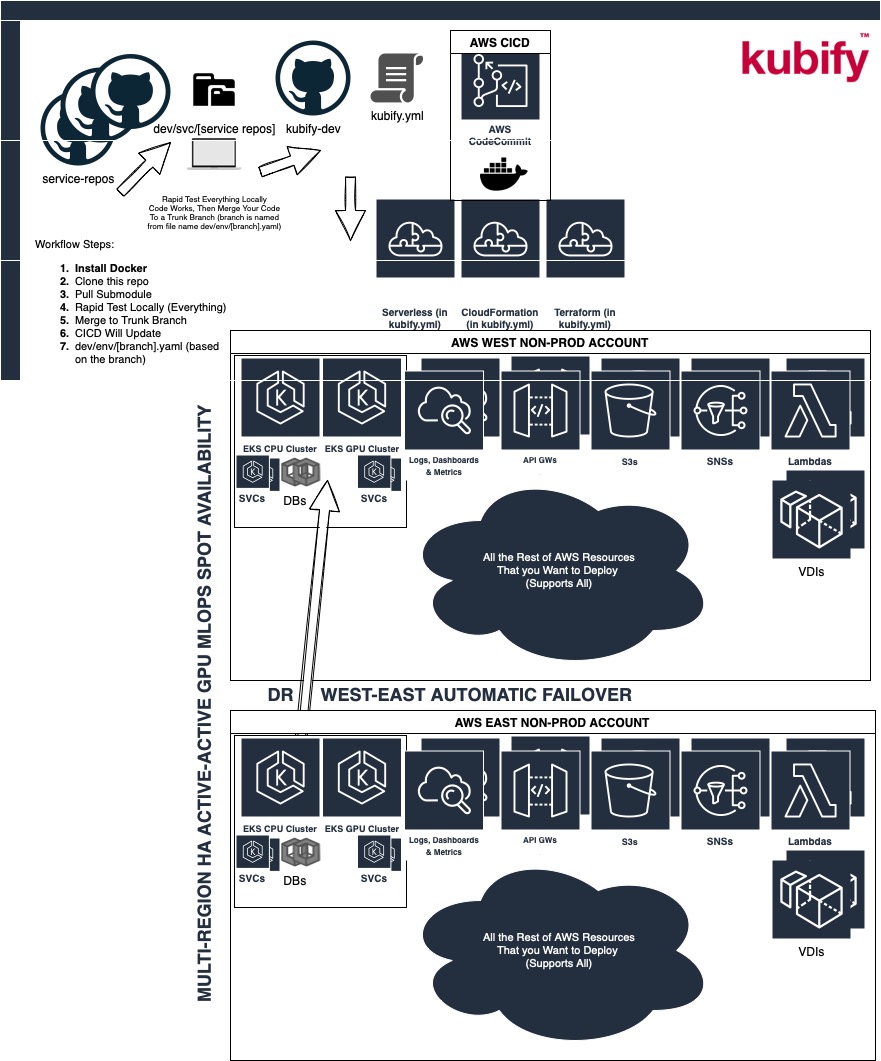 AWS CICD
kubify™
dev/svc/[service repos]
kubify-dev
kubify.yml
AWS
CodeCommit
service-repos
Rapid Test Everything Locally
Code Works, Then Merge Your Code
To a Trunk Branch (branch is named
from file name dev/env/[branch].yaml)
Workflow Steps:
1. Install Docker
2. Clone this repo
3. Pull Submodule
4. Rapid Test Locally (Everything)
5. Merge to Trunk Branch
6. CICD Will Update
7. dev/env/[branch].yaml (based
on the branch)
Serverless (in
kubify.yml)
CloudFormation
(in kubify.yml)
Terraform (in
kubify.yml)
MULTI-REGION HA ACTIVE-ACTIVE GPU MLOPS SPOT AVAILABILITY
AWS WEST NON-PROD ACCOUNT
EKS CPU Cluster
EKS GPU Cluster
Logs, Dashboards
& Metrics
API GWs
S3s
SNSs
Lambdas
SVCs
DBs
SVCs
All the Rest of AWS Resources
That you Want to Deploy
(Supports All)
VDIs
DR WEST-EAST AUTOMATIC FAILOVER
AWS EAST NON-PROD ACCOUNT
EKS CPU Cluster
EKS GPU Cluster
Logs, Dashboards
& Metrics
API GWs
S3s
SNSs
Lambdas
SVCs
DBs
SVCs
All the Rest of AWS Resources
That you Want to Deploy
(Supports All)
VDIs